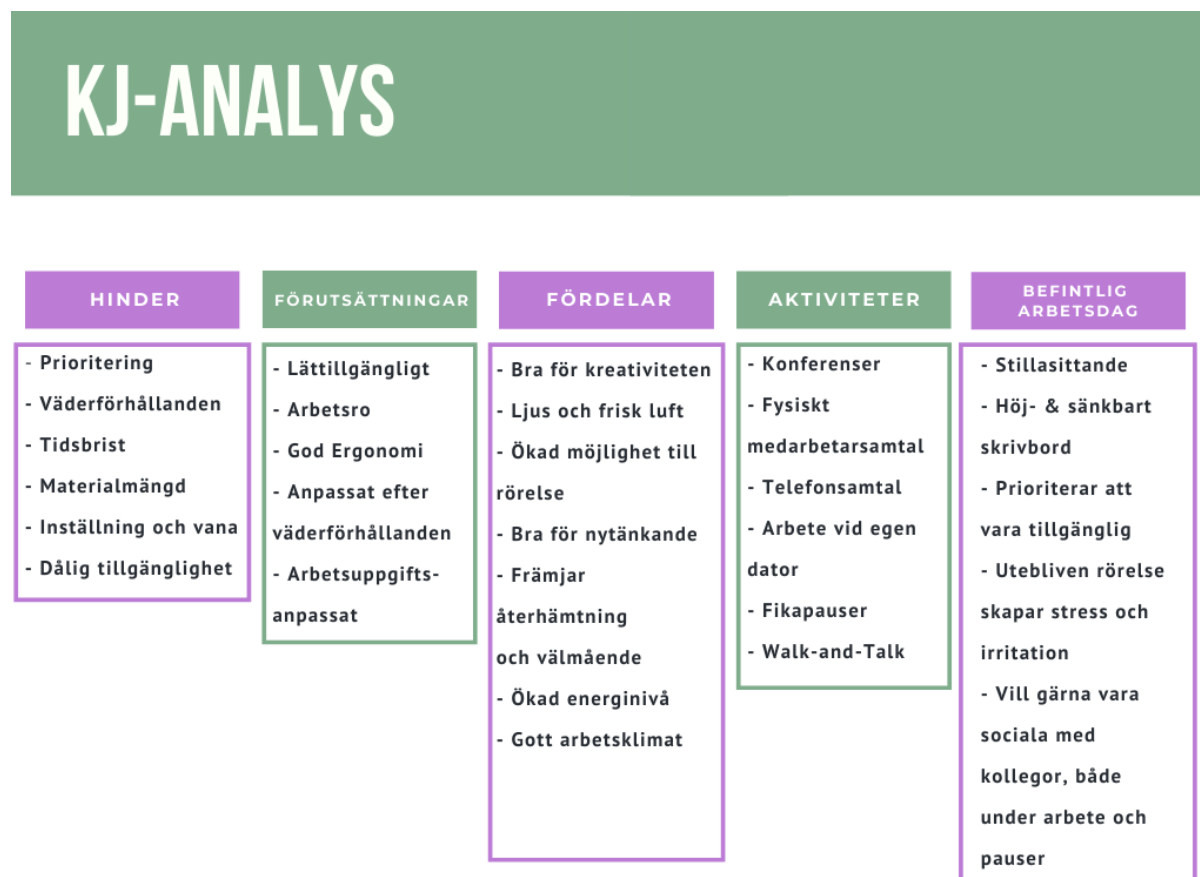 KJ-ANALYS
HINDER
- Prioritering
- Väderförhållanden
- Tidsbrist
- Materialmängd
- Inställning och vana
- Dålig tillgänglighet
FÖRUTSÄTTNINGAR
- Lättillgängligt
- Arbetsro
- God Ergonomi
- Anpassat efter
väderförhållanden
- Arbetsuppgifts-
anpassat
FÖRDELAR
- Bra för kreativiteten
- Ljus och frisk luft
- Ökad möjlighet till
rörelse
- Bra för nytänkande
- Främjar
återhämtning
och välmående
- Ökad energinivå
- Gott arbetsklimat
AKTIVITETER
- Konferenser
- Fysiskt
medarbetarsamtal
- Telefonsamtal
- Arbete vid egen
dator
- Fikapauser
- Walk-and-Talk
BEFINTLIG
ARBETSDAG
- Stillasittande
- Höj- & sänkbart
skrivbord
- Prioriterar att
vara tillgänglig
- Utebliven rörelse
skapar stress och
irritation
- Vill gärna vara
sociala med
kollegor, både
under arbete och
pauser